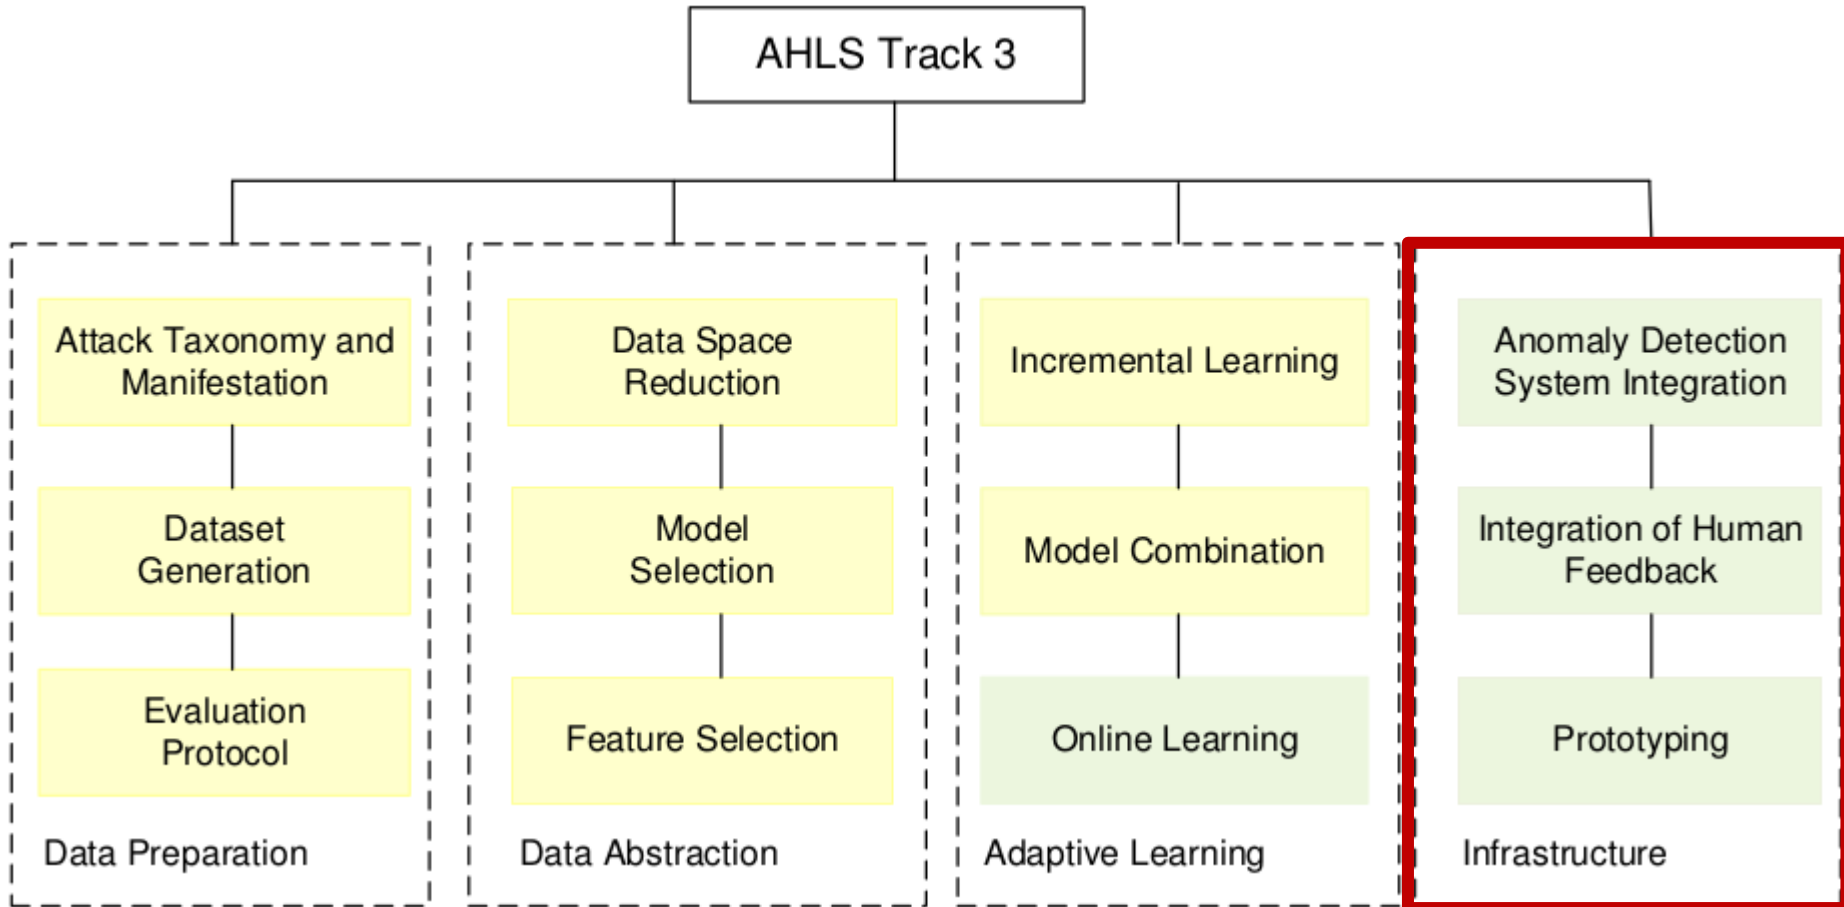 AHLS Track 3
Attack Taxonomy and
Manifestation
Dataset
Generation
Evaluation
Protocol
Data Preparation
Data Space
Reduction
Model
Selection
Feature Selection
Data Abstraction
Incremental Learning
Model Combination
Online Learning
Adaptive Learning
Anomaly Detection
System Integration
Integration of Human
Feedback
Prototyping
Infrastructure